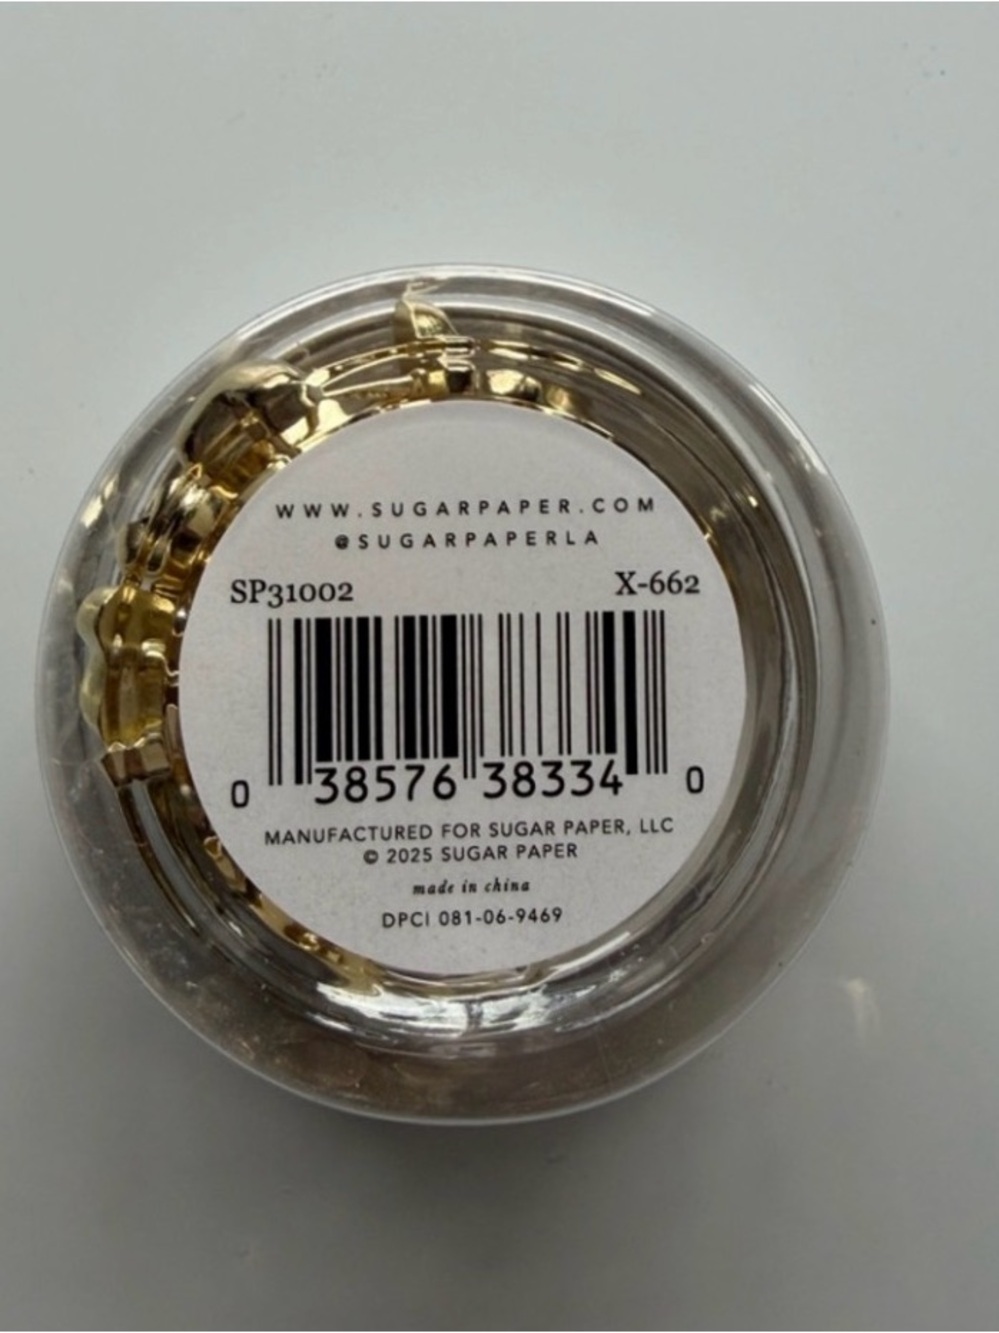 WWW.SUGARPAPER.COM
@SUGARPAPERLA
SP31002 X-662
0 38576 38334 0
MANUFACTURED FOR SUGAR PAPER, LLC
© 2025 SUGAR PAPER
made in china
DPCI 081-06-9469